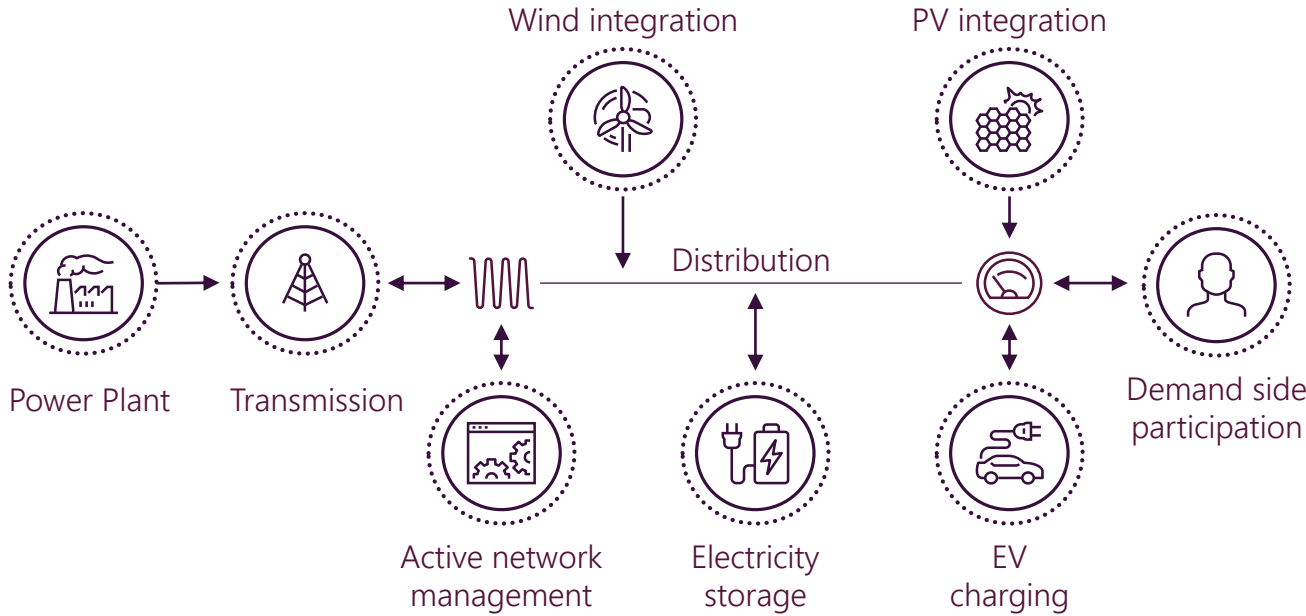 Wind integration
PV integration
Distribution
Power Plant
Transmission
Demand side
participation
Active network
management
Electricity
storage
EV
charging